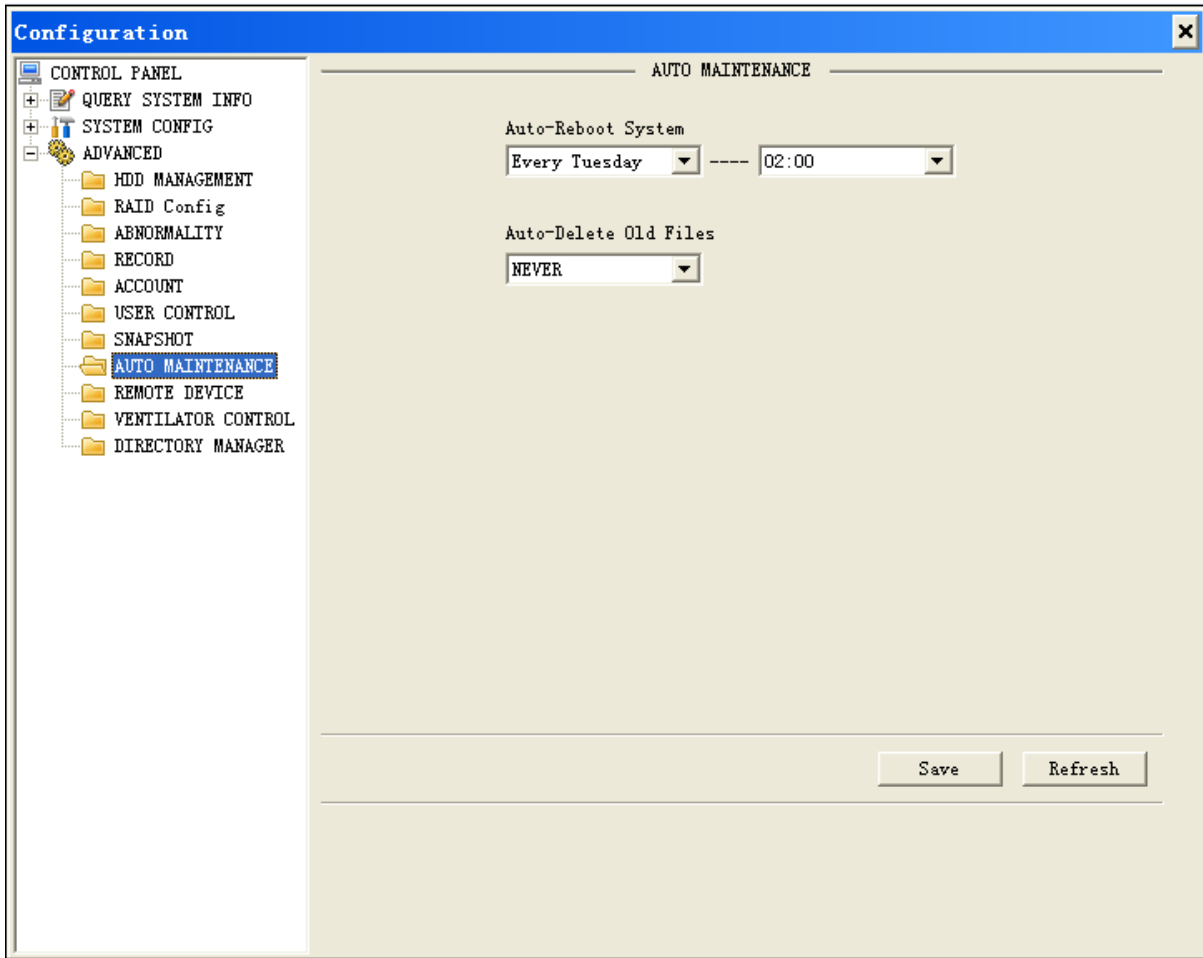 Configuration
CONTROL PANEL
QUERY SYSTEM INFO
SYSTEM CONFIG
ADVANCED
HDD MANAGEMENT
RAID Config
ABNORMALITY
RECORD
ACCOUNT
USER CONTROL
SNAPSHOT
AUTO MAINTENANCE
REMOTE DEVICE
VENTILATOR CONTROL
DIRECTORY MANAGER
AUTO MAINTENANCE
Auto-Reboot System
Every Tuesday ---- 02:00
Auto-Delete Old Files
NEVER
Save Refresh